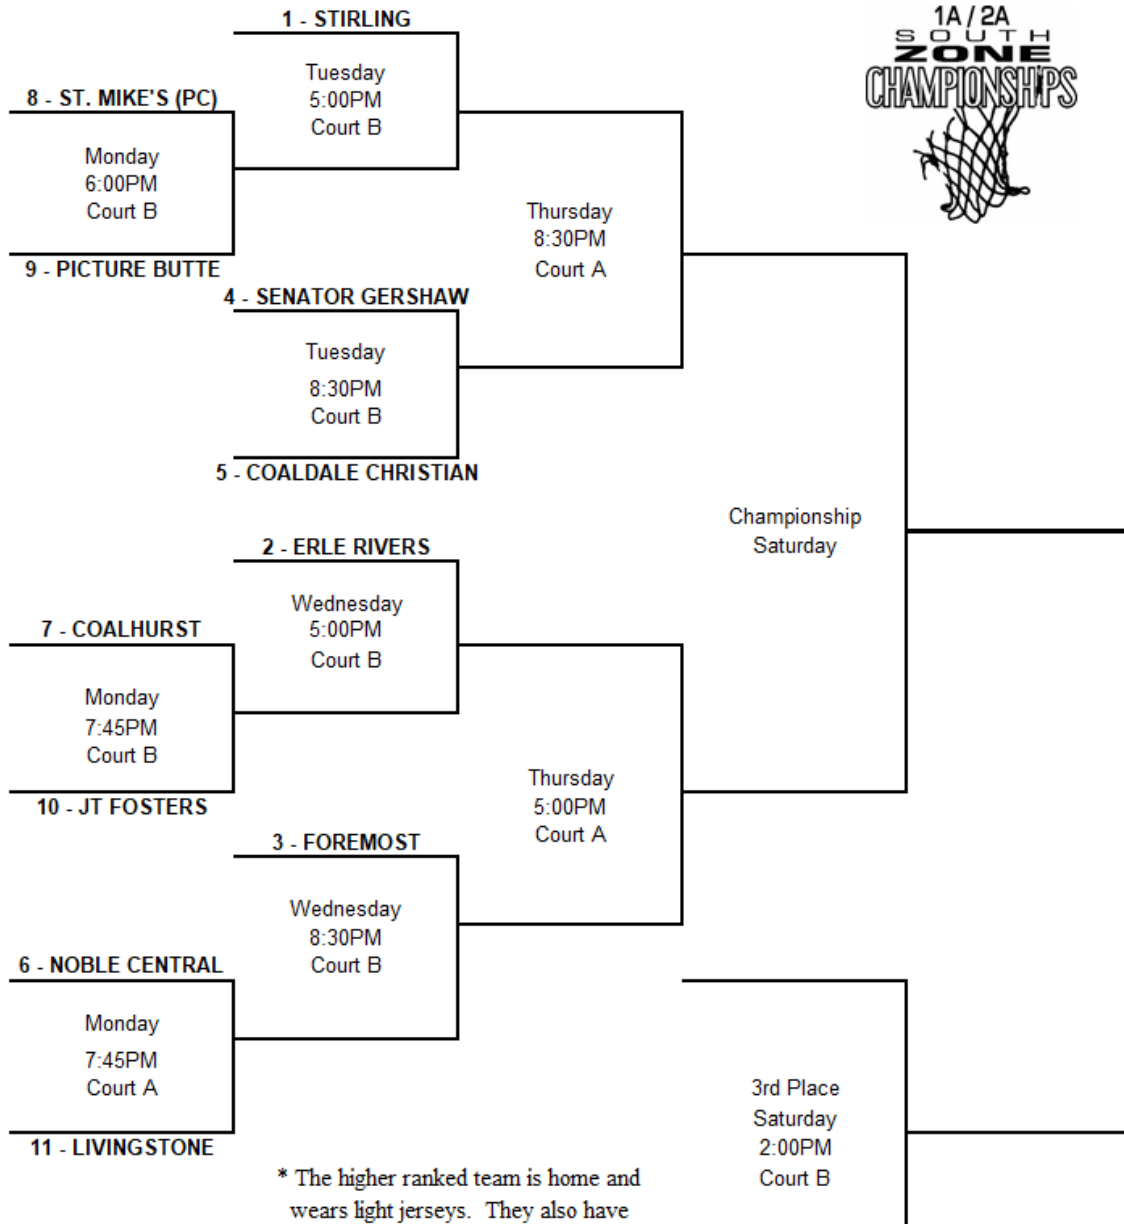 1A / 2A
SOUTH
ZONE
CHAMPIONSHIPS
1 - STIRLING
Tuesday
5:00PM
Court B
8 - ST. MIKE'S (PC)
Monday
6:00PM
Court B
9 - PICTURE BUTTE
Thursday
8:30PM
Court A
4 - SENATOR GERSHAW
Tuesday
8:30PM
Court B
5 - COALDALE CHRISTIAN
Championship
Saturday
2 - ERLE RIVERS
Wednesday
5:00PM
Court B
7 - COALHURST
Monday
7:45PM
Court B
10 - JT FOSTERS
Thursday
5:00PM
Court A
3 - FOREMOST
Wednesday
8:30PM
Court B
6 - NOBLE CENTRAL
Monday
7:45PM
Court A
11 - LIVINGSTONE
3rd Place
Saturday
2:00PM
Court B
* The higher ranked team is home and
wears light jerseys. They also have